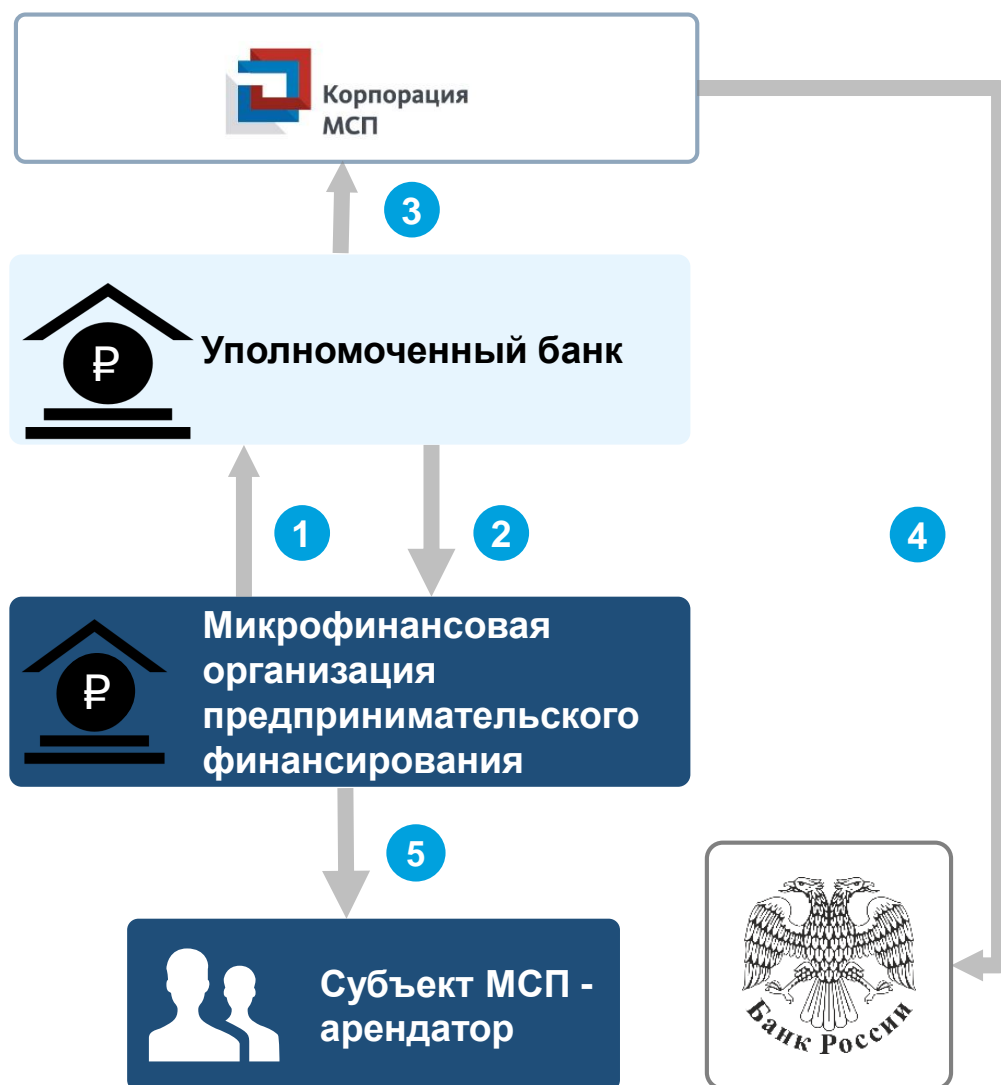 Корпорация
МСП
3
₽
Уполномоченный банк
1
2
4
₽
Микрофинансовая
организация
предпринимательского
финансирования
5
Субъект МСП -
арендатор
Банк России